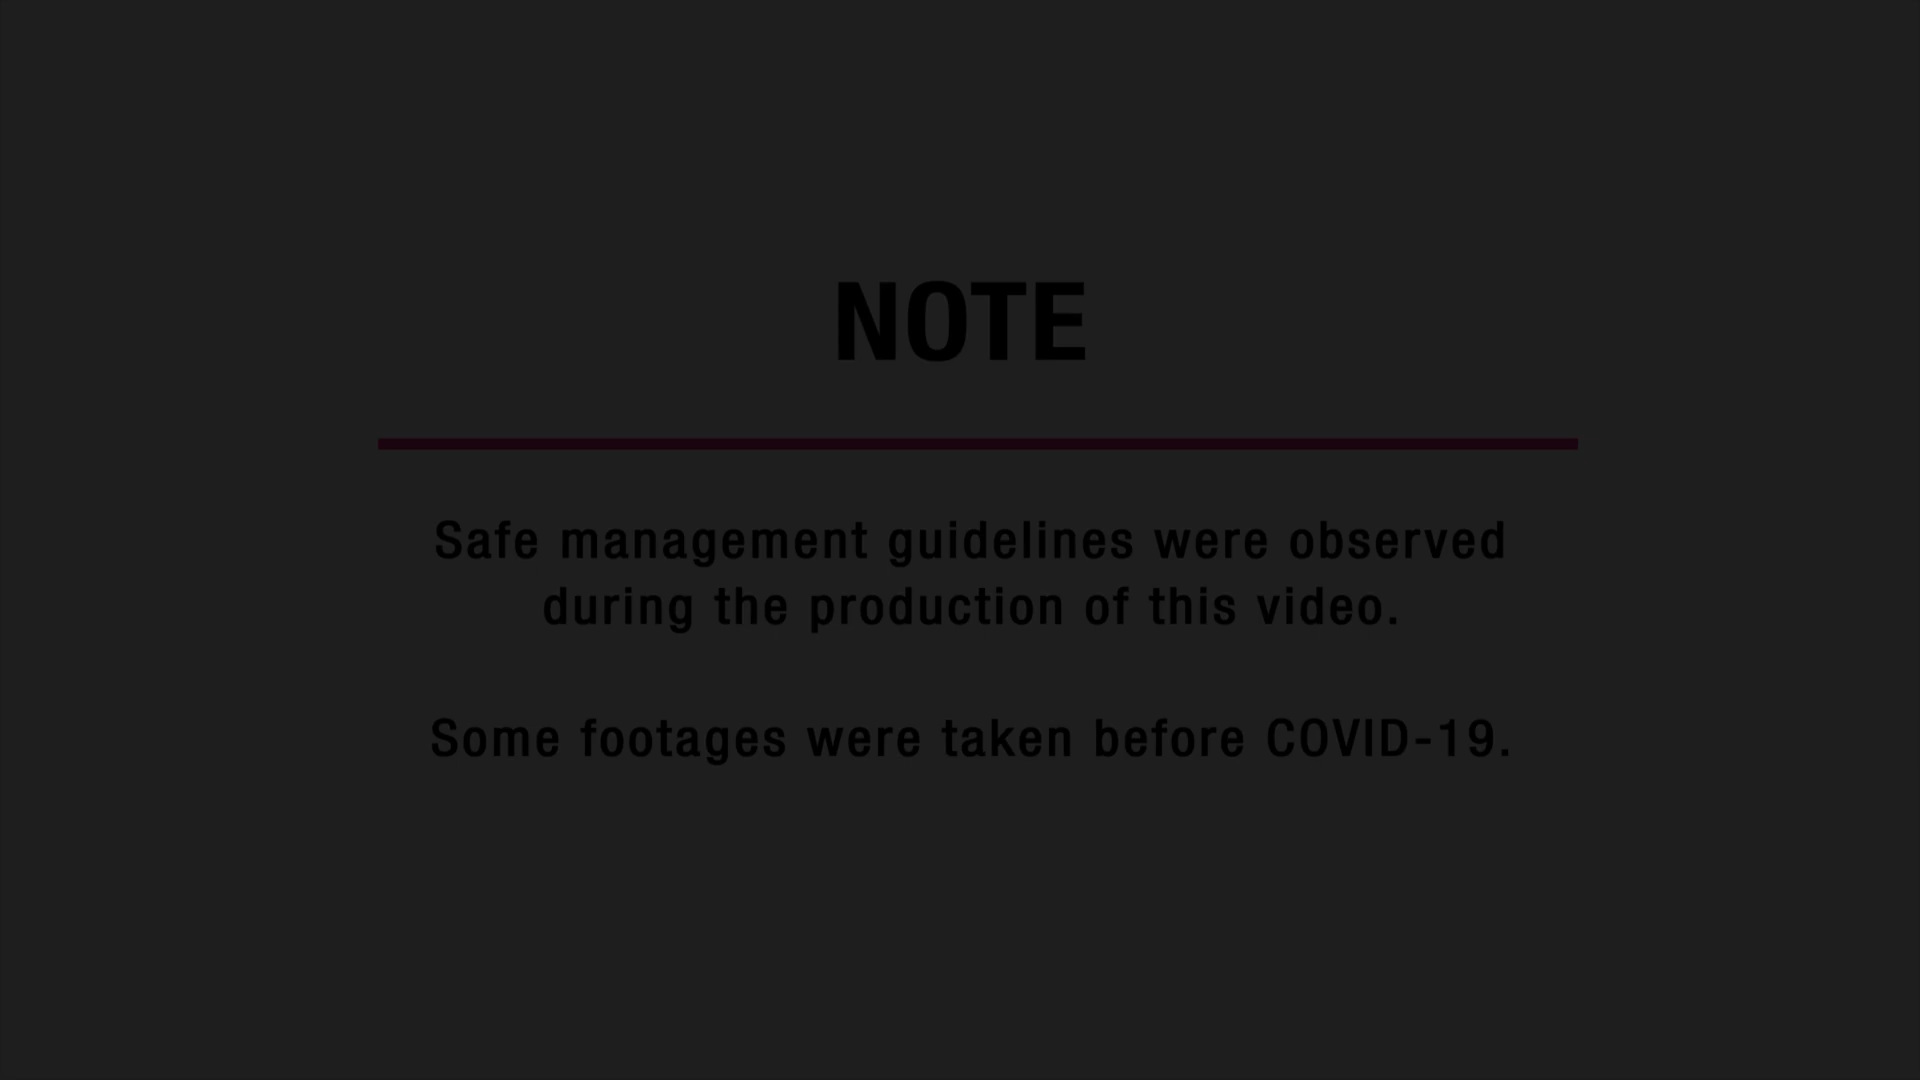 NOTE
Safe management guidelines were observed
during the production of this video.
Some footages were taken before COVID-19.